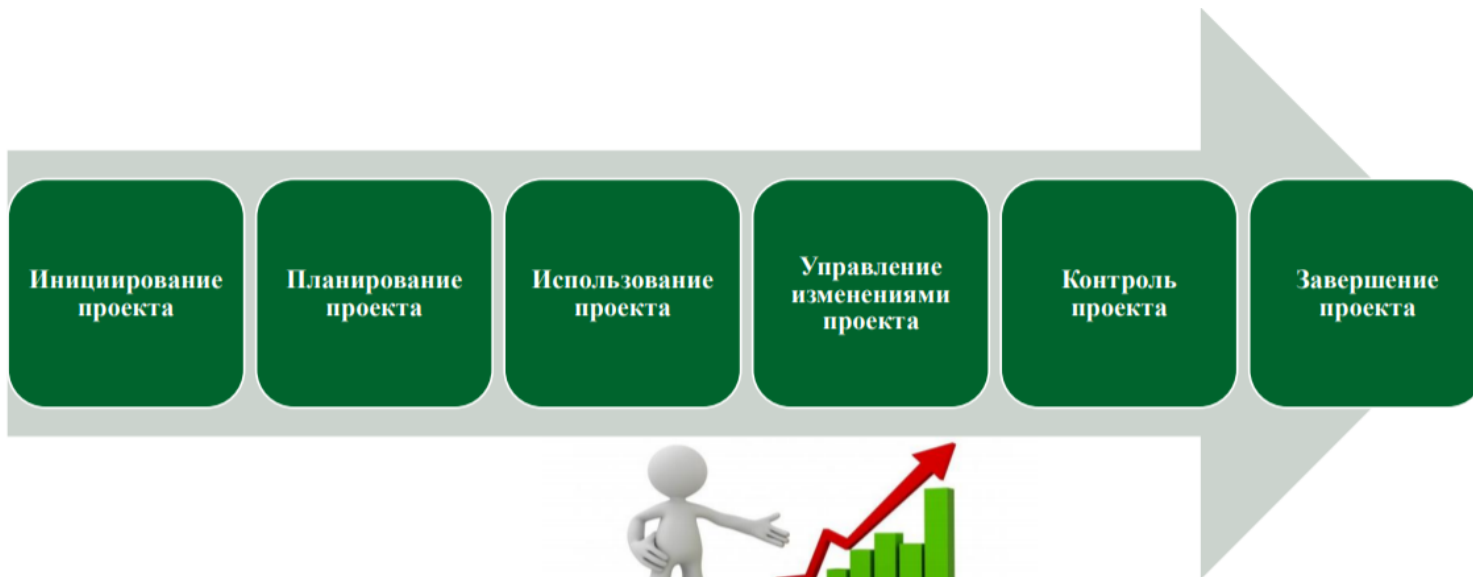 Инициирование
проекта
Планирование
проекта
Использование
проекта
Управление
изменениями
проекта
Контроль
проекта
Завершение
проекта